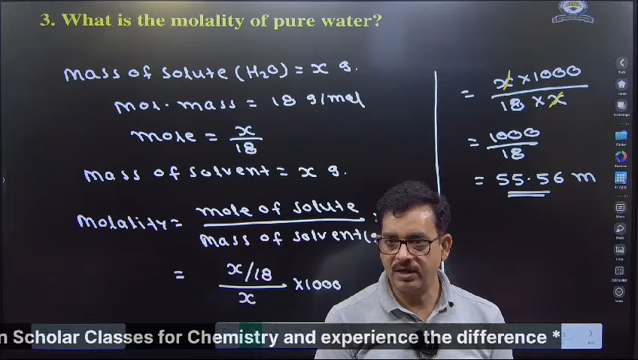 3. What is the molality of pure water?
Mass of solute (H₂O) = x g.
Mol. mass = 18 g/mol
mole = x/18
Mass of solvent = x g.
Molality = mole of solute / Mass of solvent (g
= x/18 / x ×1000
= x × 1000 / 18 × x
= 1000 / 18
= 55.56 m
n Scholar Classes for Chemistry and experience the difference *